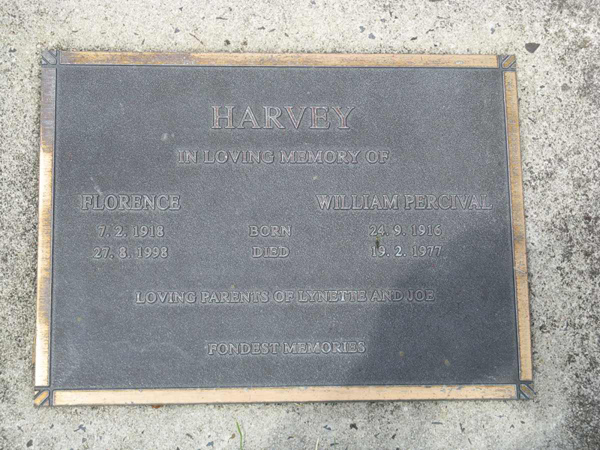 HARVEY
IN LOVING MEMORY OF
FLORENCE WILLIAM PERCIVAL
7. 2. 1918 BORN 24. 9. 1916
27. 8. 1998 DIED 19. 2. 1977
LOVING PARENTS OF LYNETTE AND JOE
FONDEST MEMORIES